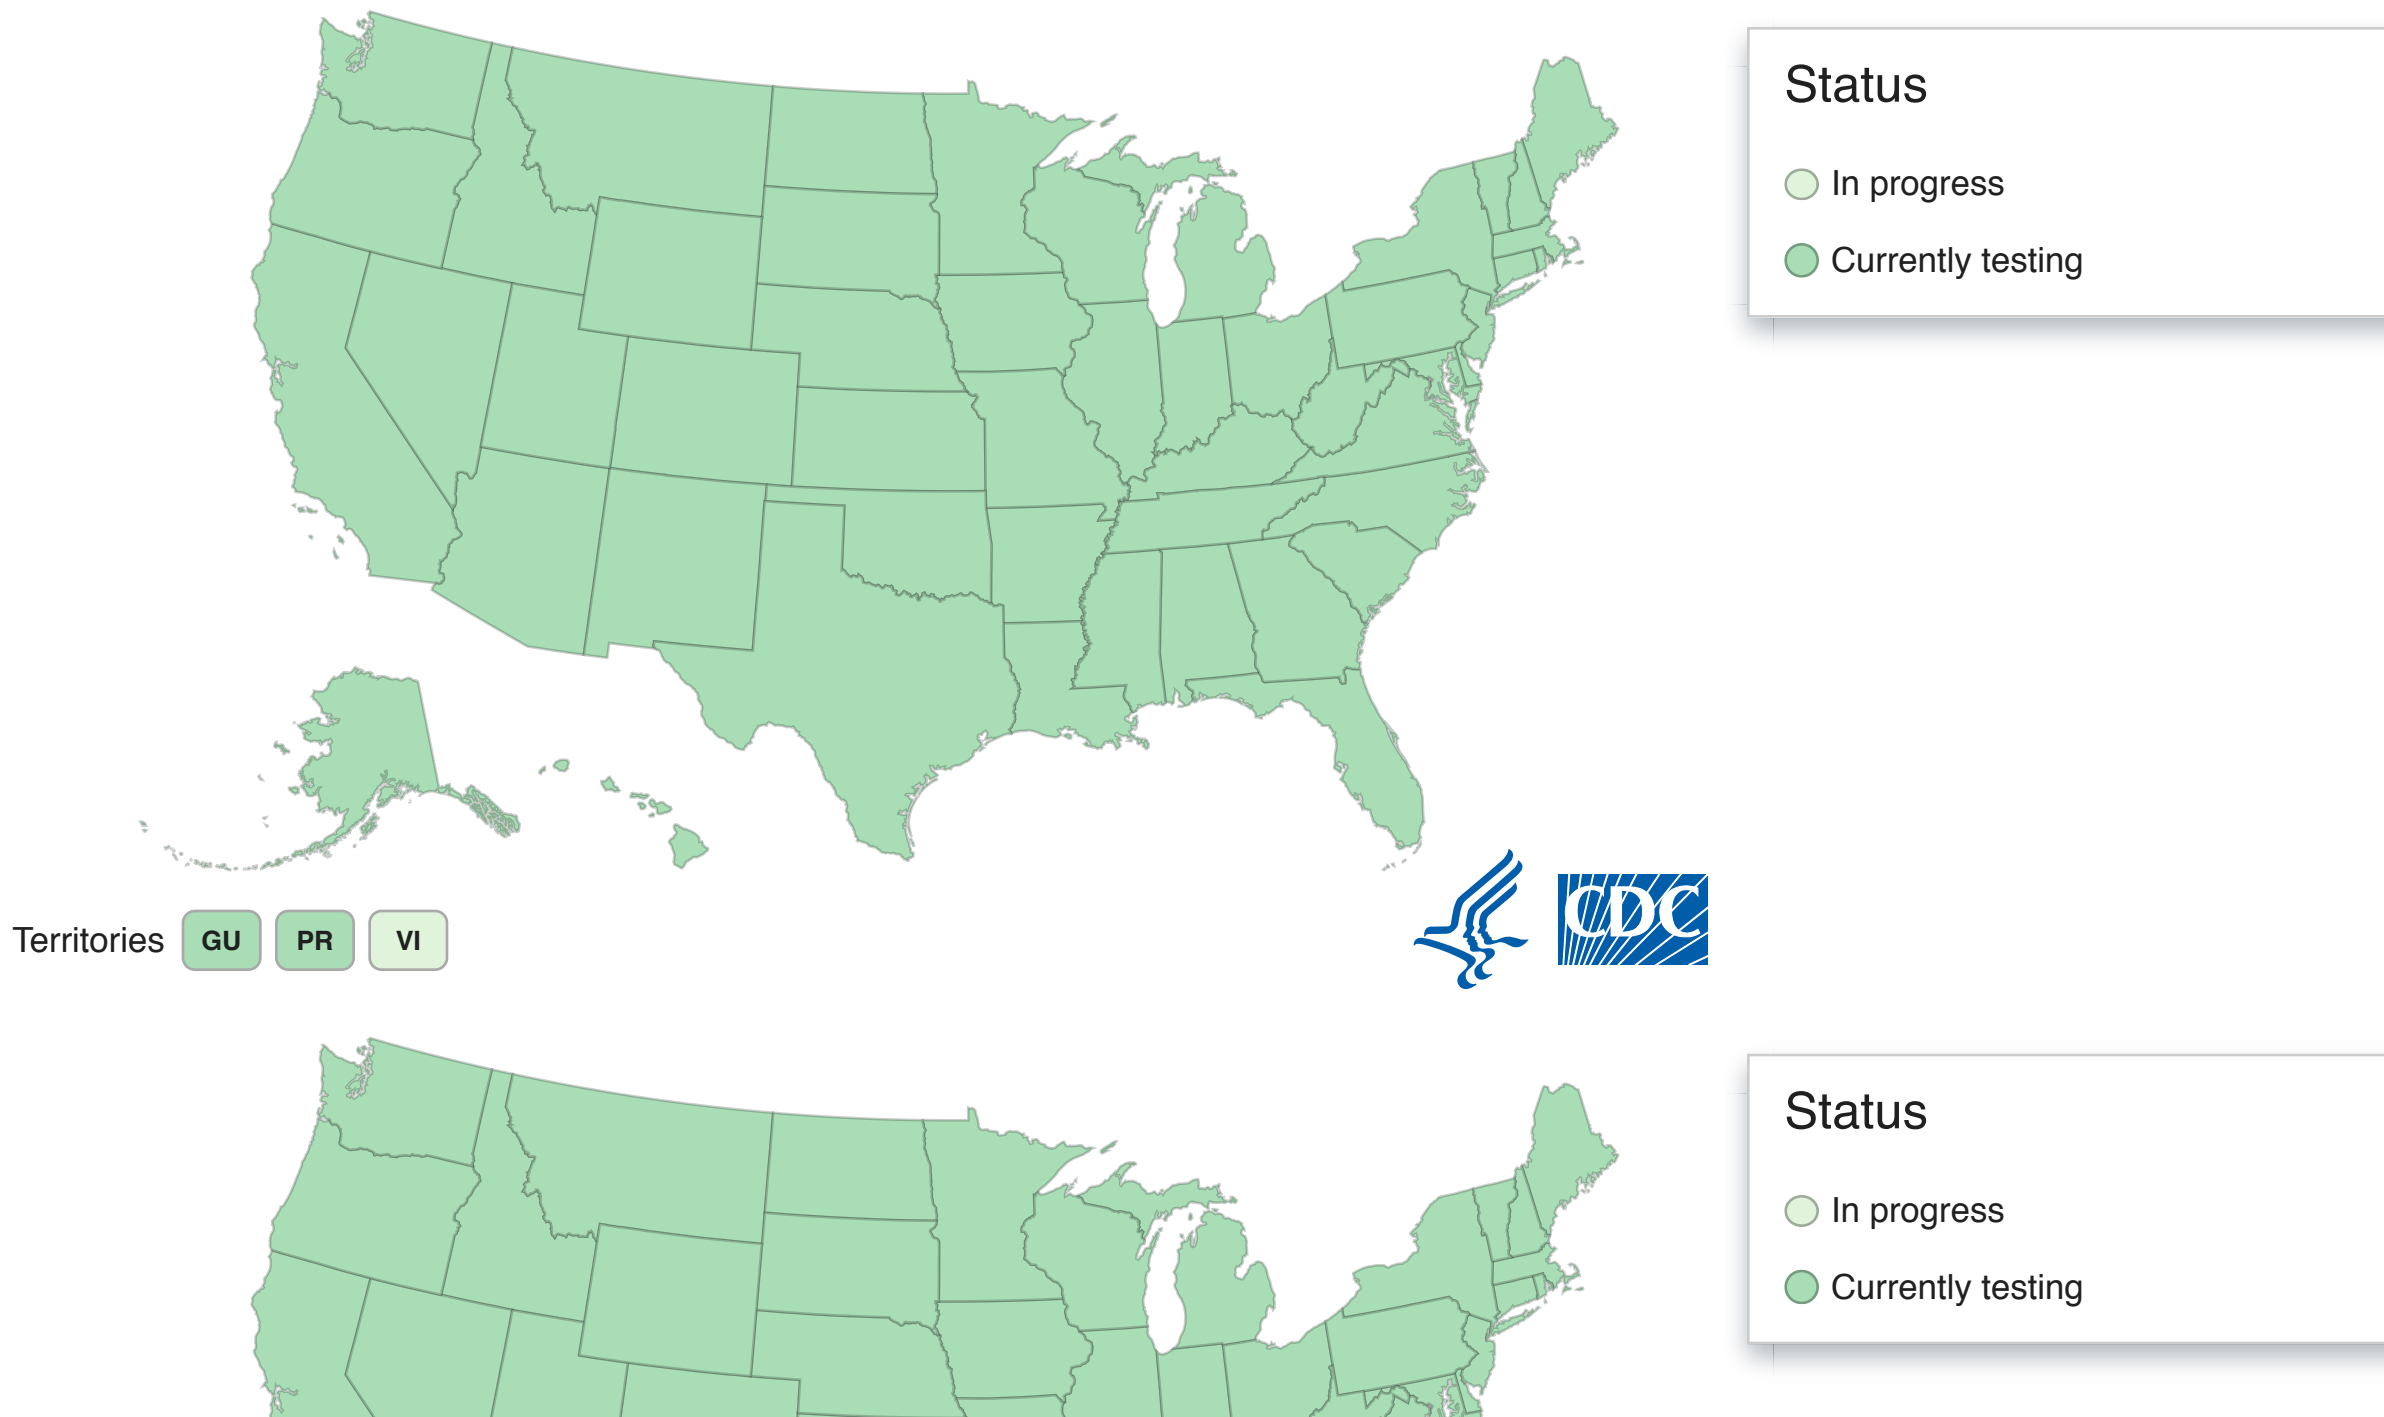 Status
In progress
Currently testing
Territories GU PR VI
CDC
Status
In progress
Currently testing